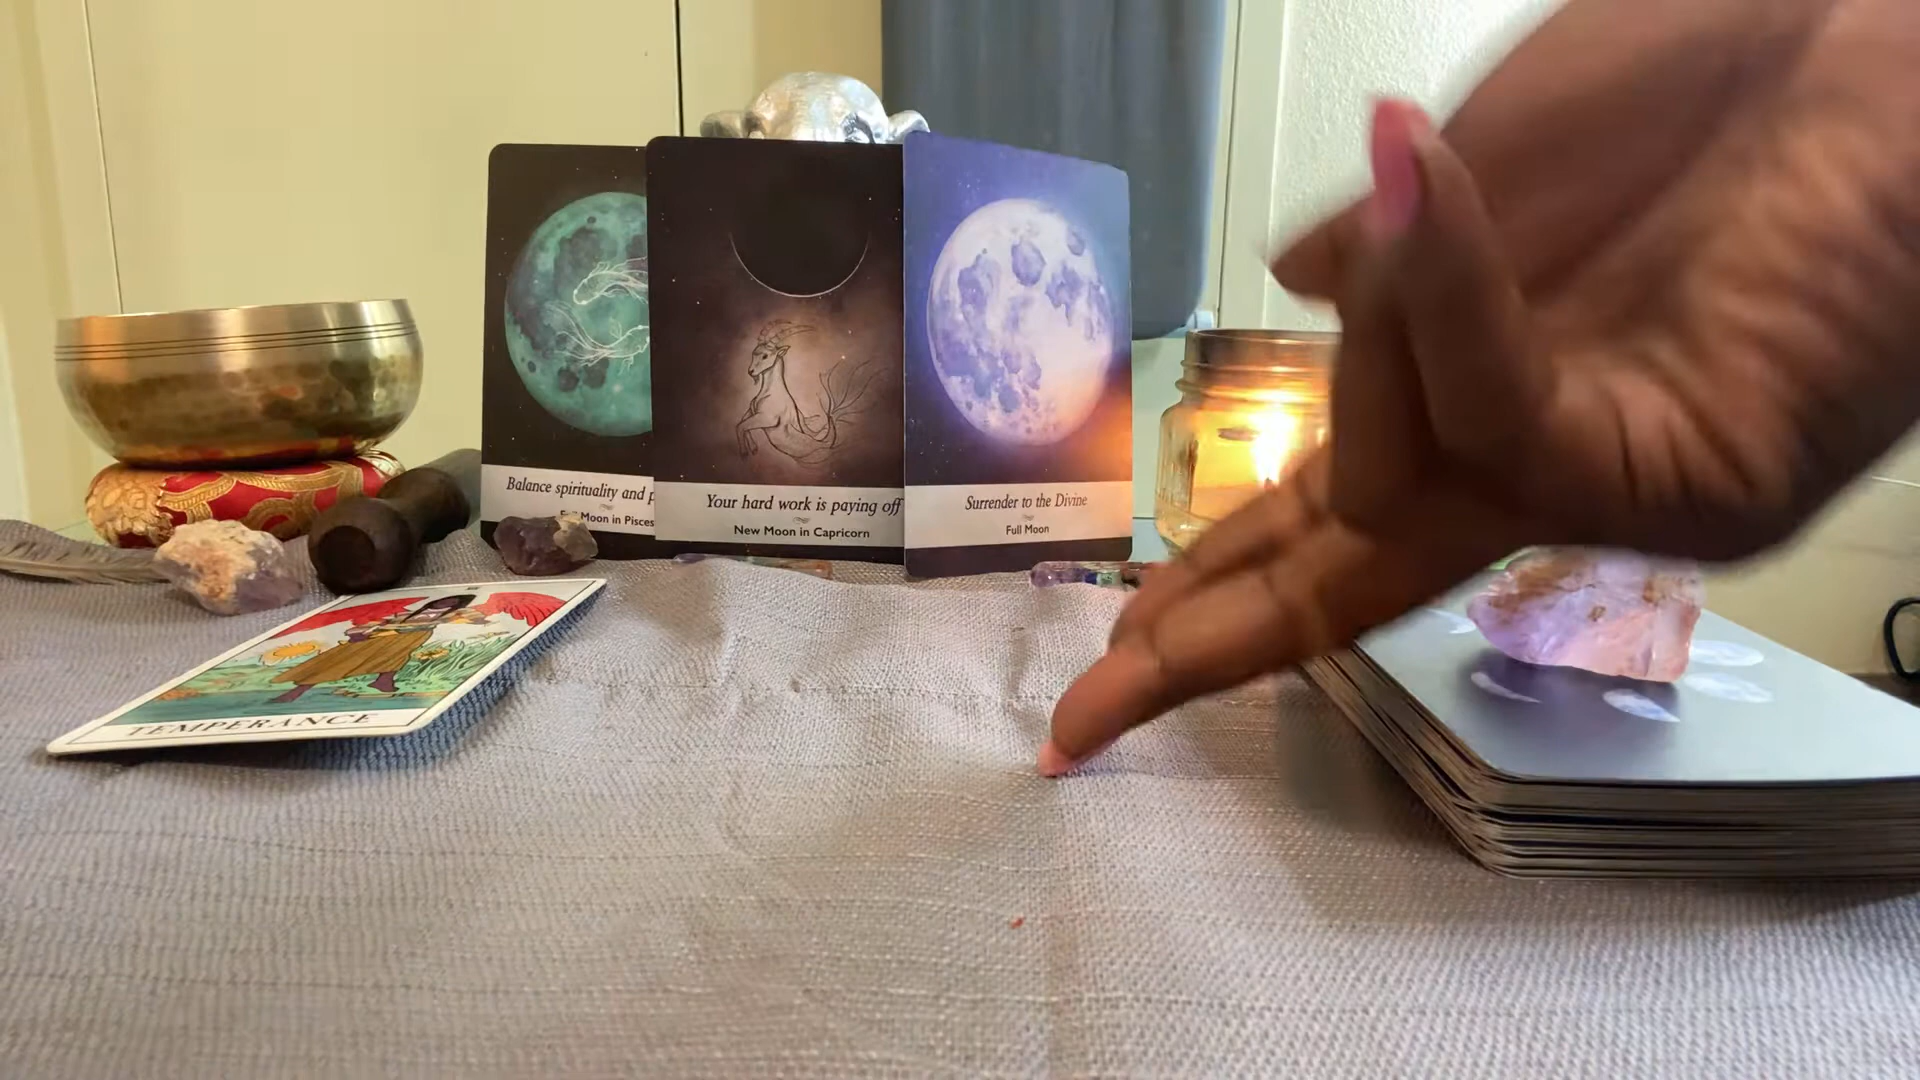 Balance spirituality and
Moon in Pisces
Your hard work is paying off
New Moon in Capricorn
Surrender to the Divine
Full Moon
TEMPERANCE